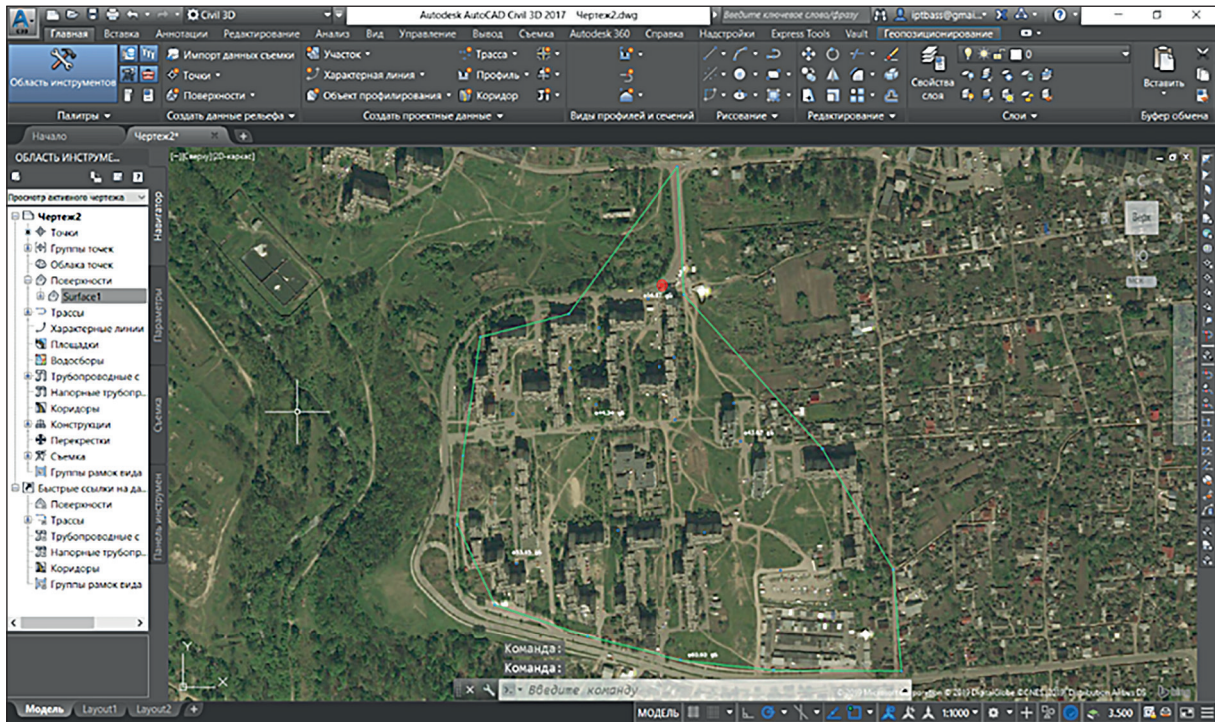 Civil 3D
Autodesk AutoCAD Civil 3D 2017 Чертеж2.dwg
Введите ключевое слово/фразу
iptbass@gmai...
Главная Вставка Аннотации Редактирование Анализ Вид Управление Вывод Съемка Autodesk 360 Справка Надстройки Express Tools Vault Геопозиционирование
Область инструментов
Импорт данных съемки
Точки
Поверхности
Участок
Характерная линия
Объект профилирования
Трасса
Профиль
Коридор
Свойства слоя
0
Вставить
Палитры
Создать данные рельефа
Создать проектные данные
Виды профилей и сечений
Рисование
Редактирование
Слои
Буфер обмена
Начало
Чертеж2*
ОБЛАСТЬ ИНСТРУМЕ...
[–][Сверху][2D-каркас]
Просмотр активного чертежа
Чертеж2
Точки
Группы точек
Облака точек
Поверхности
Surface1
Трассы
Характерные линии
Площадки
Водосборы
Трубопроводные с
Напорные трубопр...
Коридоры
Конструкции
Перекрестки
Съемка
Группы рамок вида
Быстрые ссылки на да...
Поверхности
Трассы
Трубопроводные с
Напорные трубопр...
Коридоры
Группы рамок вида
Навигатор
Параметры
Съемка
Панель инструмен
Верх
Y
X
Команда:
Команда:
Введите команду
Модель Layout1 Layout2
МОДЕЛЬ
1:1000
3.500